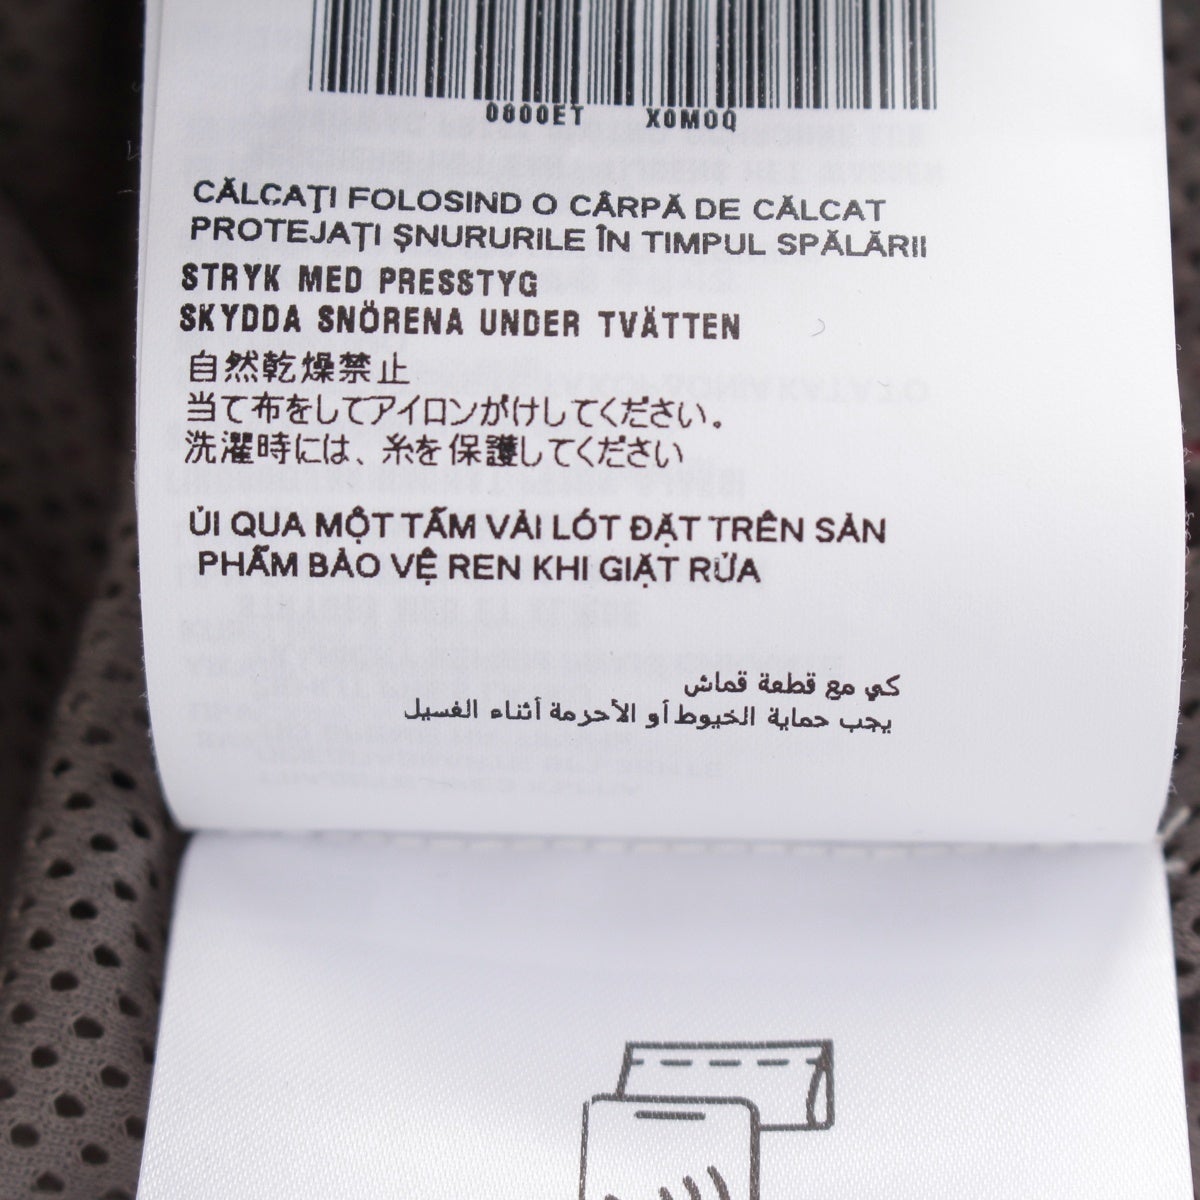 0800ET X0M0Q
CĂLCAŢI FOLOSIND O CÂRPĂ DE CĂLCAT
PROTEJAŢI ŞNURURILE ÎN TIMPUL SPĂLĂRII
STRYK MED PRESSTYG
SKYDDA SNÖRENA UNDER TVÄTTEN
自然乾燥禁止
当て布をしてアイロンがけしてください。
洗濯時には、糸を保護してください
ỦI QUA MỘT TẤM VẢI LÓT ĐẶT TRÊN SẢN
PHẨM BẢO VỆ REN KHI GIẶT RỬA
كي مع قطعة قماش
يجب حماية الخيوط أو الأحزمة أثناء الغسيل